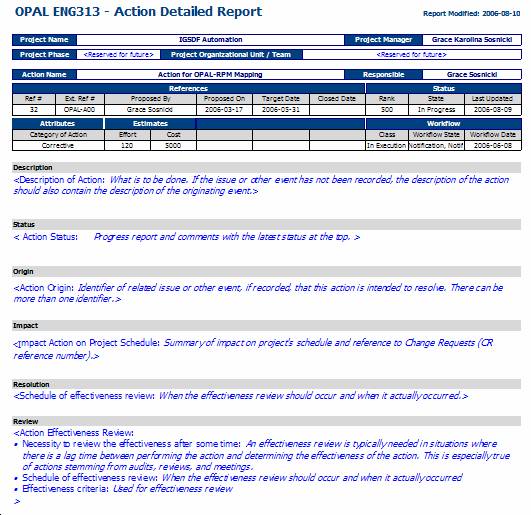 OPAL ENG313 - Action Detailed Report
Report Modified: 2006-08-10
Project Name IGSDF Automation Project Manager Grace Karolina Sosnicki
Project Phase <Reserved for future> Project Organizational Unit / Team <Reserved for future>
Action Name Action for OPAL-RPM Mapping Responsible Grace Sosnicki
References Status
Ref # Ext. Ref # Proposed By Proposed On Target Date Closed Date Rank State Last Updated
32 OPAL-A00 Grace Sosnicki 2006-03-17 2006-05-31 500 In Progress 2006-08-09
Attributes Estimates Workflow
Category of Action Effort Cost Class Workflow State Workflow Date
Corrective 120 5000 In Execution Notification, Notif 2006-06-08
Description
<Description of Action: What is to be done. If the issue or other event has not been recorded, the description of the action
should also contain the description of the originating event.>
Status
< Action Status: Progress report and comments with the latest status at the top. >
Origin
<Action Origin: Identifier of related issue or other event, if recorded, that this action is intended to resolve. There can be
more than one identifier.>
Impact
<Impact Action on Project Schedule: Summary of impact on project's schedule and reference to Change Requests (CR
reference number).>
Resolution
<Schedule of effectiveness review: When the effectiveness review should occur and when it actually occurred.>
Review
<Action Effectiveness Review:
• Necessity to review the effectiveness after some time: An effectiveness review is typically needed in situations where
there is a lag time between performing the action and determining the effectiveness of the action. This is especially true
of actions stemming from audits, reviews, and meetings.
• Schedule of effectiveness review: When the effectiveness review should occur and when it actually occurred
• Effectiveness criteria: Used for effectiveness review
>